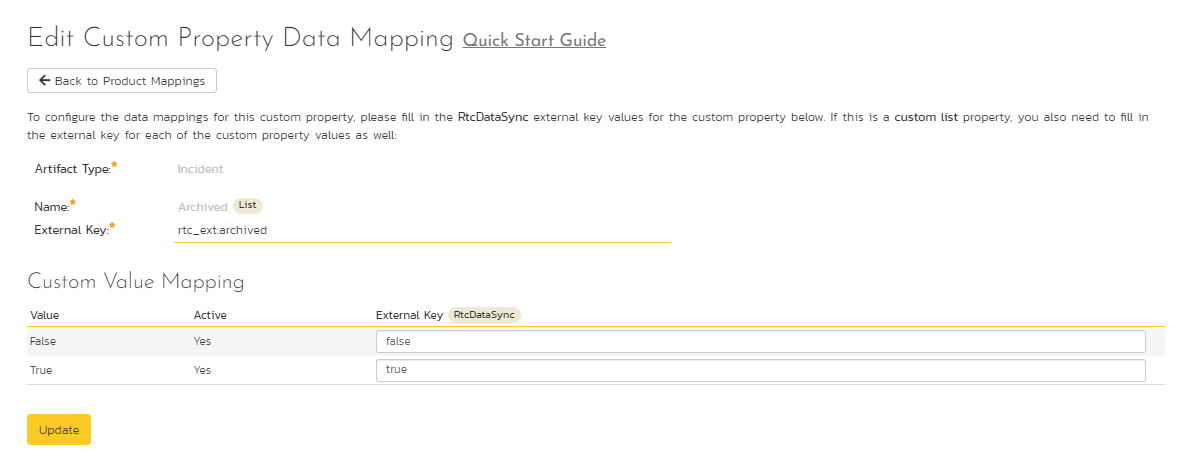 Edit Custom Property Data Mapping Quick Start Guide
Back to Product Mappings
To configure the data mappings for this custom property, please fill in the RtcDataSync external key values for the custom property below. If this is a custom list property, you also need to fill in
the external key for each of the custom property values as well:
Artifact Type:* Incident
Name:* Archived List
External Key:* rtc_ext:archived
Custom Value Mapping
Value Active External Key RtcDataSync
False Yes false
True Yes true
Update